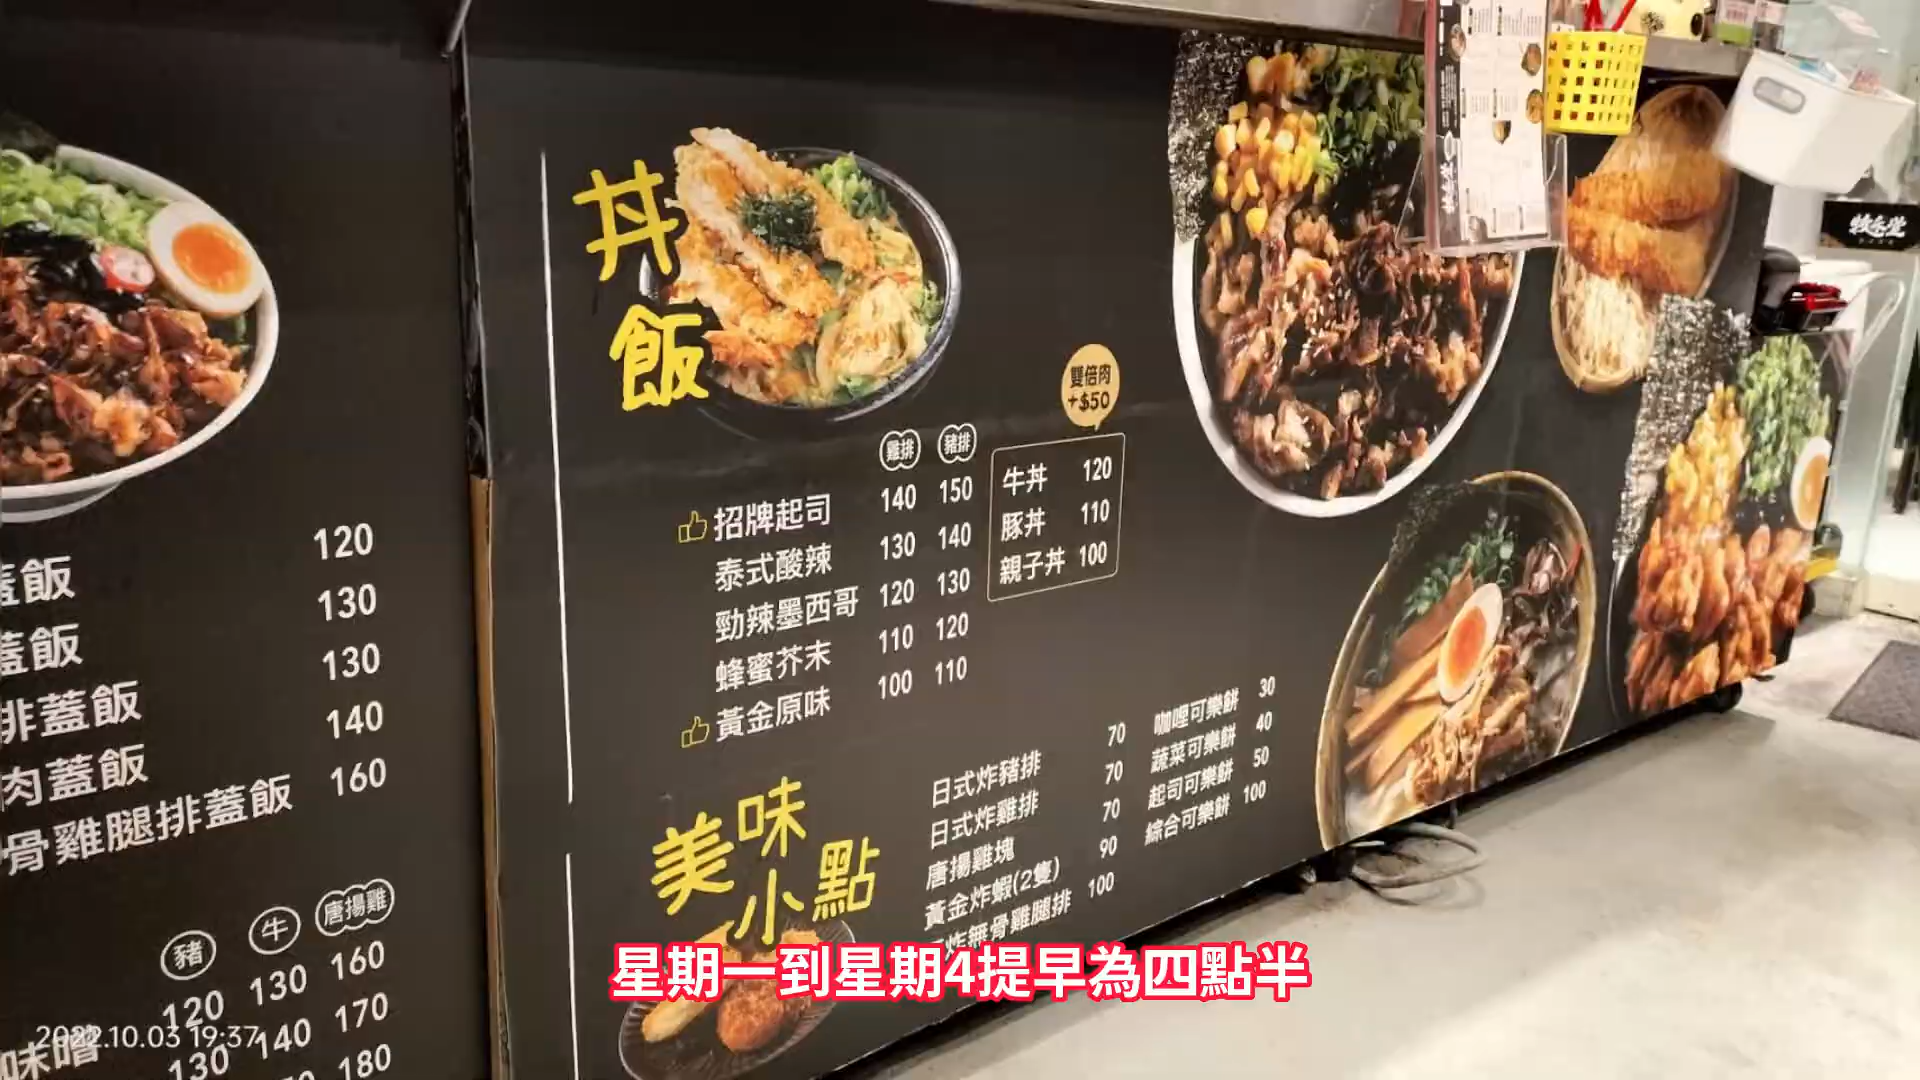 蓋飯 120
蓋飯 130
排蓋飯 130
肉蓋飯 140
骨雞腿排蓋飯 160
豬 牛 唐揚雞
120 130 160
味噌 130 140 170
180
丼飯
雞排 豬排
招牌起司 140 150
泰式酸辣 130 140
勁辣墨西哥 120 130
蜂蜜芥末 110 120
黃金原味 100 110
雙倍肉
+$50
牛丼 120
豚丼 110
親子丼 100
美味小點
日式炸豬排 70
日式炸雞排 70
唐揚雞塊 70
黃金炸蝦(2隻) 90
炸無骨雞腿排 100
咖哩可樂餅 30
蔬菜可樂餅 40
起司可樂餅 50
綜合可樂餅 100
星期一到星期4提早為四點半
2022.10.03 19:37